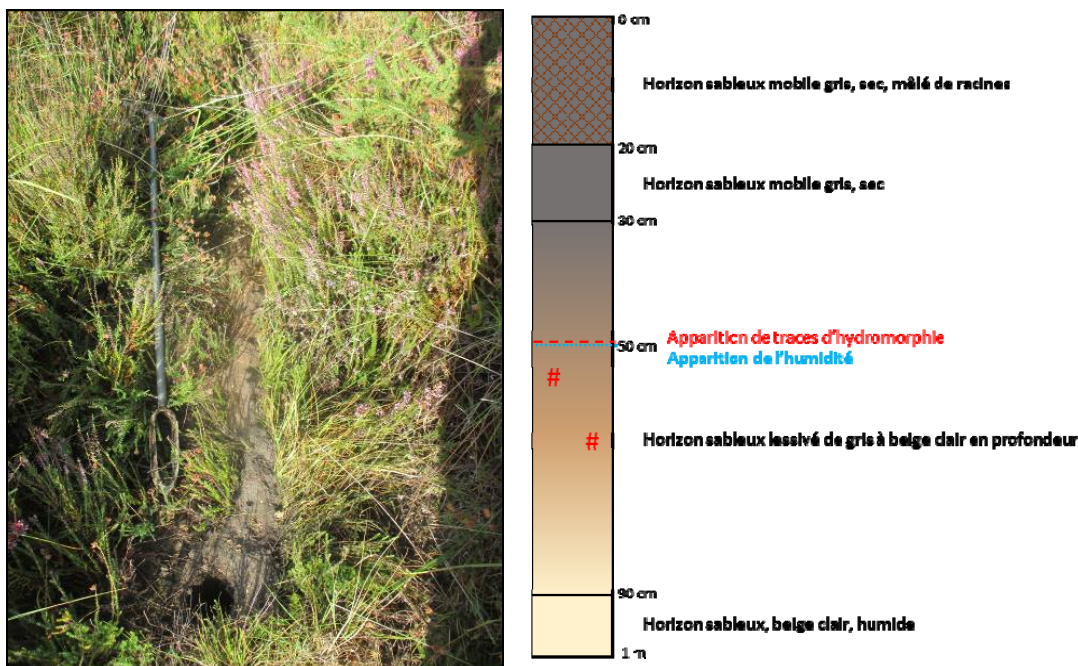 0 cm
Horizon sableux mobile gris, sec, mêlé de racines
20 cm
Horizon sableux mobile gris, sec
30 cm
Apparition de traces d'hydromorphie
50 cm
Apparition de l'humidité
#
#
Horizon sableux lessivé de gris à beige clair en profondeur
90 cm
Horizon sableux, beige clair, humide
1 m